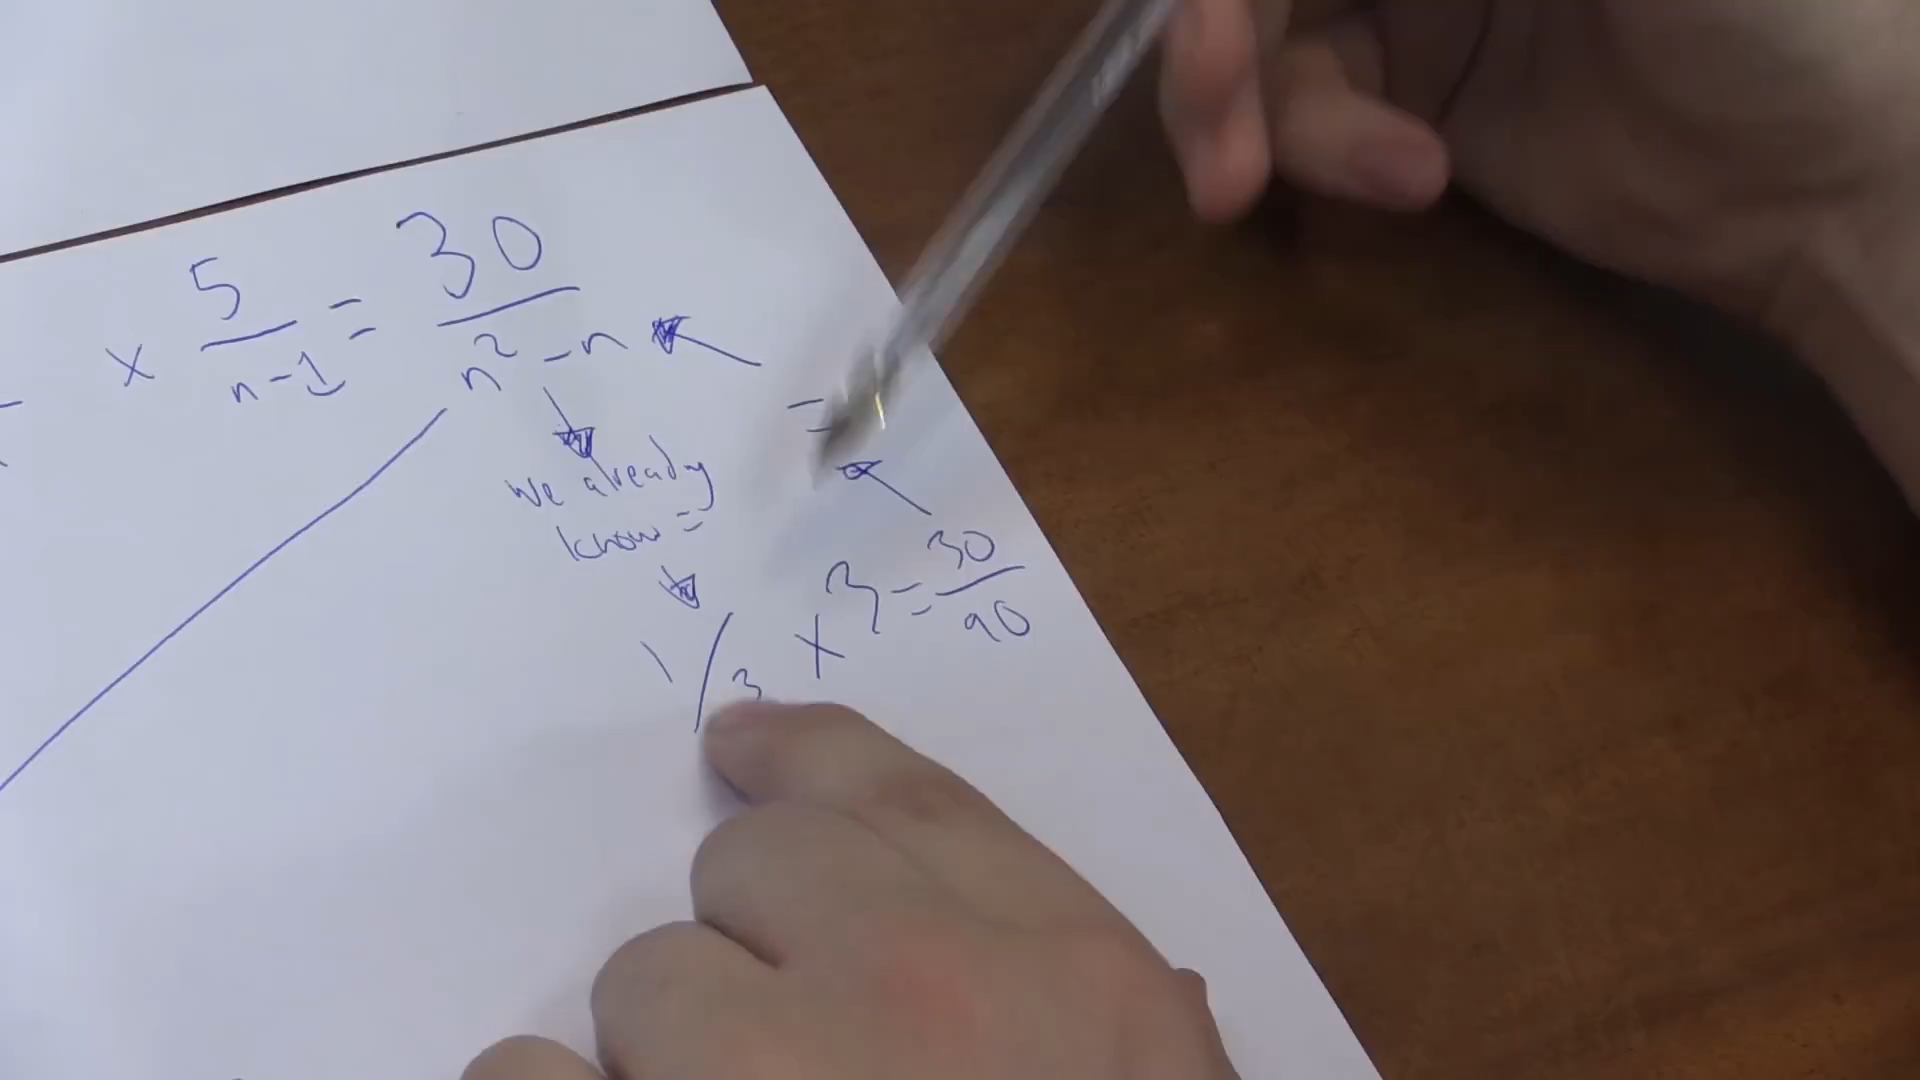 x 5/n-1 = 30/n²-n
=
we already
know =
1/3 x 3 = 30/90